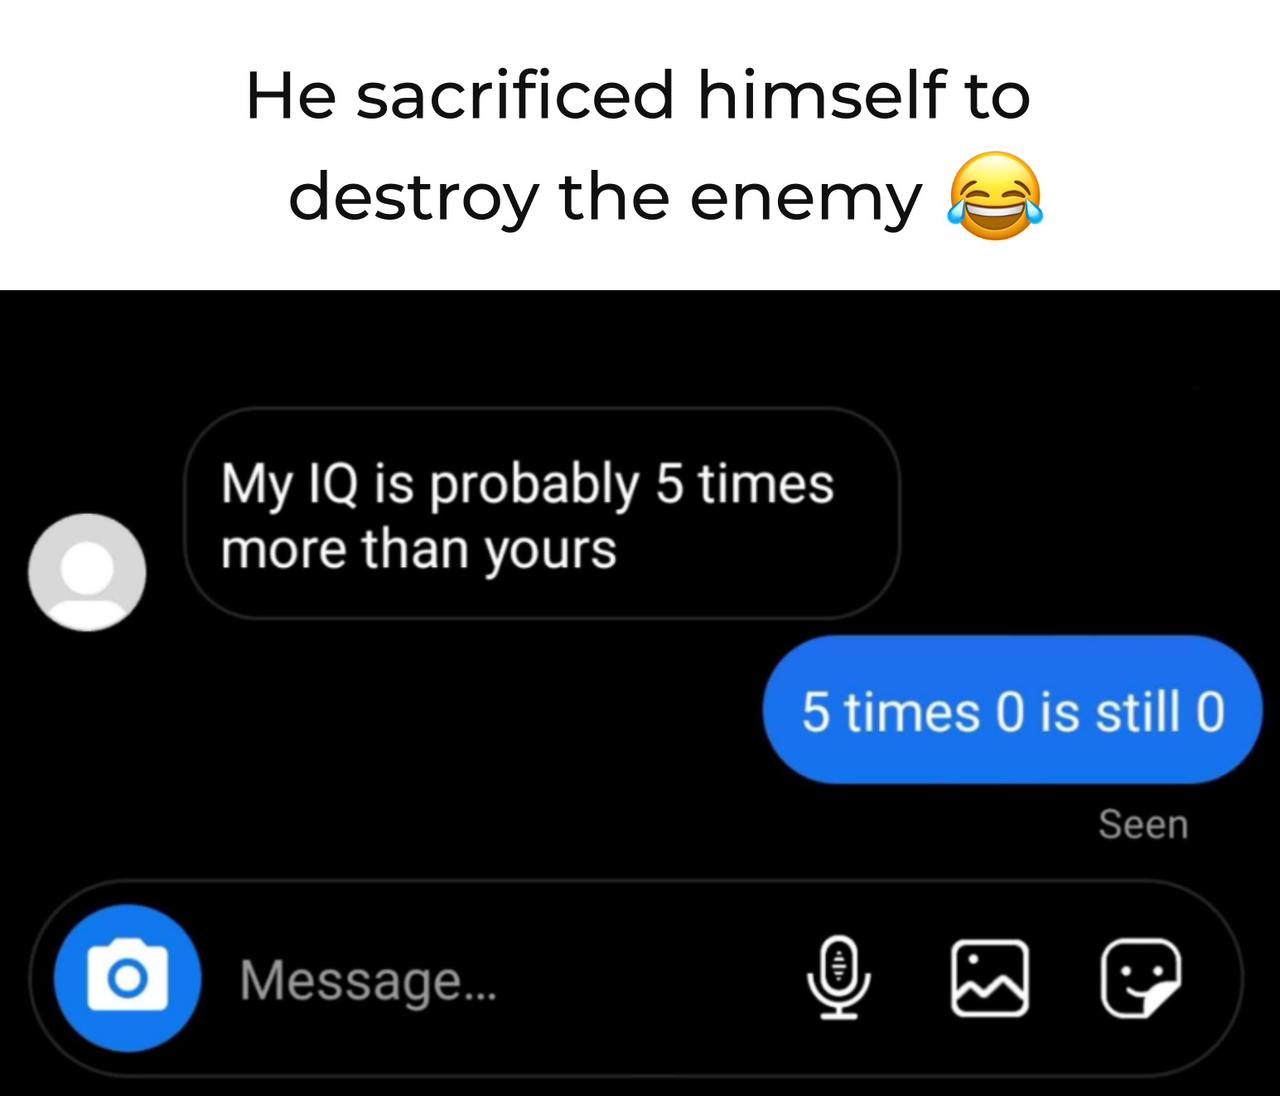 He sacrificed himself to
destroy the enemy 😂
My IQ is probably 5 times
more than yours
5 times 0 is still 0
Seen
Message...